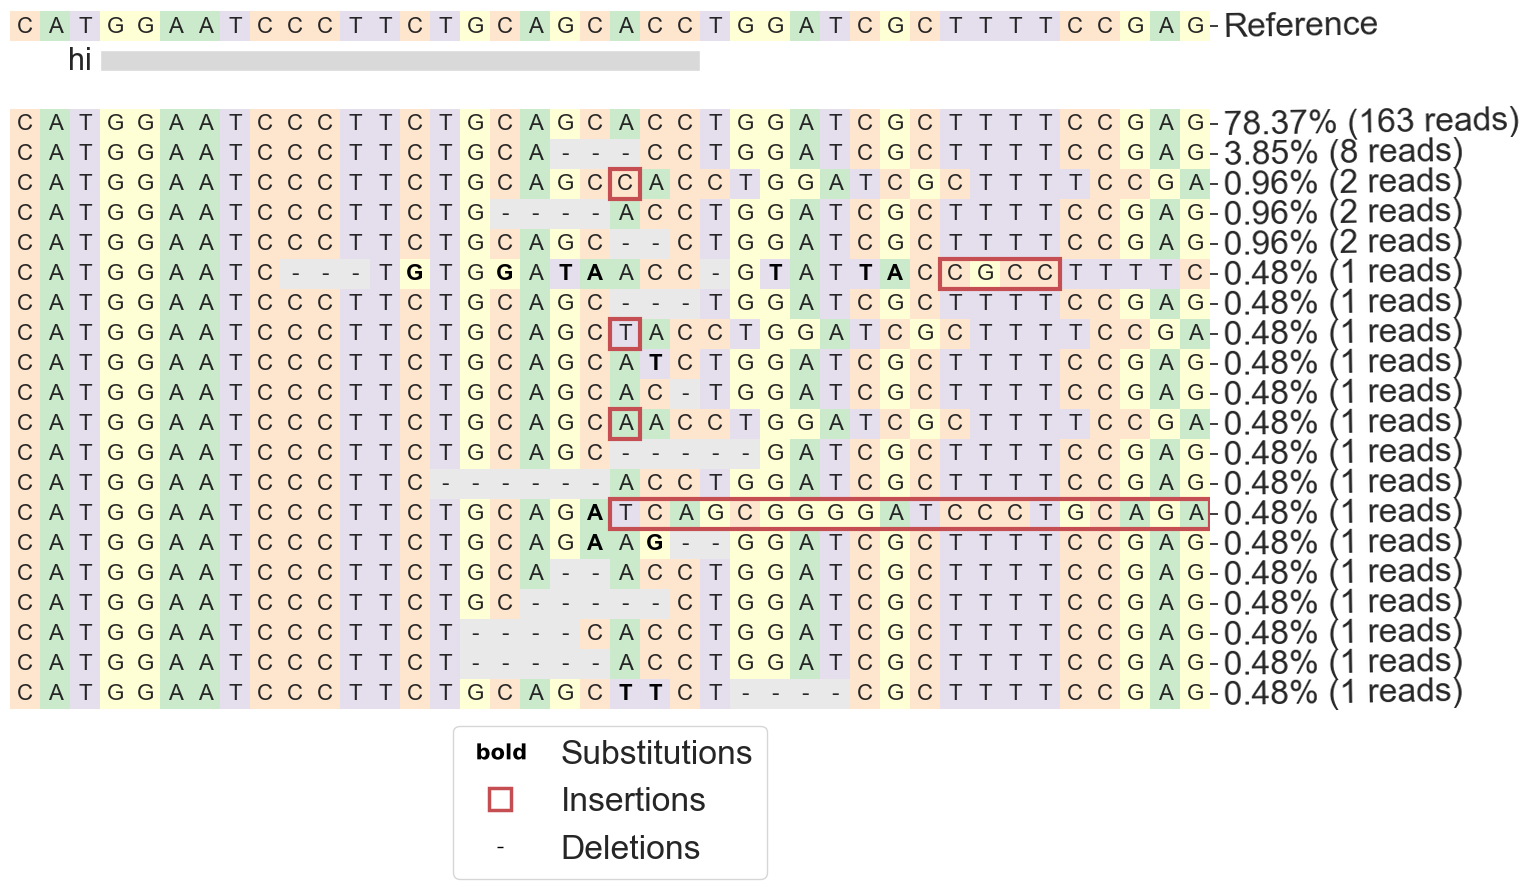 C A T G G A A T C C C T T C T G C A G C A C C T G G A T C G C T T T T C C G A G - Reference
hi
C A T G G A A T C C C T T C T G C A G C A C C T G G A T C G C T T T T C C G A G - 78.37% (163 reads)
C A T G G A A T C C C T T C T G C A - - - C C T G G A T C G C T T T T C C G A G - 3.85% (8 reads)
C A T G G A A T C C C T T C T G C A G C C A C C T G G A T C G C T T T T C C G A - 0.96% (2 reads)
C A T G G A A T C C C T T C T G - - - - A C C T G G A T C G C T T T T C C G A G - 0.96% (2 reads)
C A T G G A A T C C C T T C T G C A G C - - C T G G A T C G C T T T T C C G A G - 0.96% (2 reads)
C A T G G A A T C - - - T G T G G A T A A C C - G T A T T A C C G C C T T T T C - 0.48% (1 reads)
C A T G G A A T C C C T T C T G C A G C - - - T G G A T C G C T T T T C C G A G - 0.48% (1 reads)
C A T G G A A T C C C T T C T G C A G C T A C C T G G A T C G C T T T T C C G A - 0.48% (1 reads)
C A T G G A A T C C C T T C T G C A G C A T C T G G A T C G C T T T T C C G A G - 0.48% (1 reads)
C A T G G A A T C C C T T C T G C A G C A C - T G G A T C G C T T T T C C G A G - 0.48% (1 reads)
C A T G G A A T C C C T T C T G C A G C A A C C T G G A T C G C T T T T C C G A - 0.48% (1 reads)
C A T G G A A T C C C T T C T G C A G C - - - - - G A T C G C T T T T C C G A G - 0.48% (1 reads)
C A T G G A A T C C C T T C - - - - - - A C C T G G A T C G C T T T T C C G A G - 0.48% (1 reads)
C A T G G A A T C C C T T C T G C A G A T C A G C G G G G A T C C C T G C A G A - 0.48% (1 reads)
C A T G G A A T C C C T T C T G C A G A A G - - G G A T C G C T T T T C C G A G - 0.48% (1 reads)
C A T G G A A T C C C T T C T G C A - - A C C T G G A T C G C T T T T C C G A G - 0.48% (1 reads)
C A T G G A A T C C C T T C T G C - - - - - C T G G A T C G C T T T T C C G A G - 0.48% (1 reads)
C A T G G A A T C C C T T C T - - - - C A C C T G G A T C G C T T T T C C G A G - 0.48% (1 reads)
C A T G G A A T C C C T T C T - - - - - A C C T G G A T C G C T T T T C C G A G - 0.48% (1 reads)
C A T G G A A T C C C T T C T G C A G C T T C T - - - - C G C T T T T C C G A G - 0.48% (1 reads)
bold Substitutions
Insertions
- Deletions